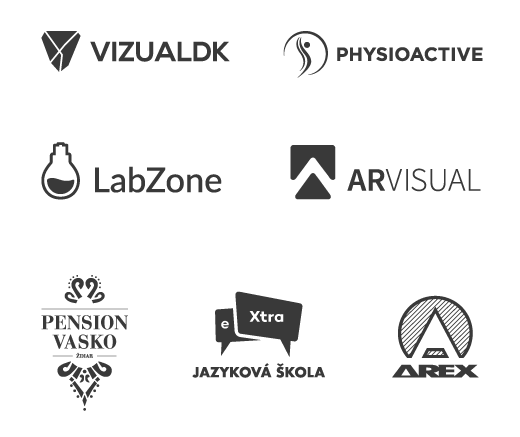 VIZUALDK
PHYSIOACTIVE
LabZone
ARVISUAL
PENSION
VASKO
ŽDIAR
e Xtra
JAZYKOVÁ ŠKOLA
AREX